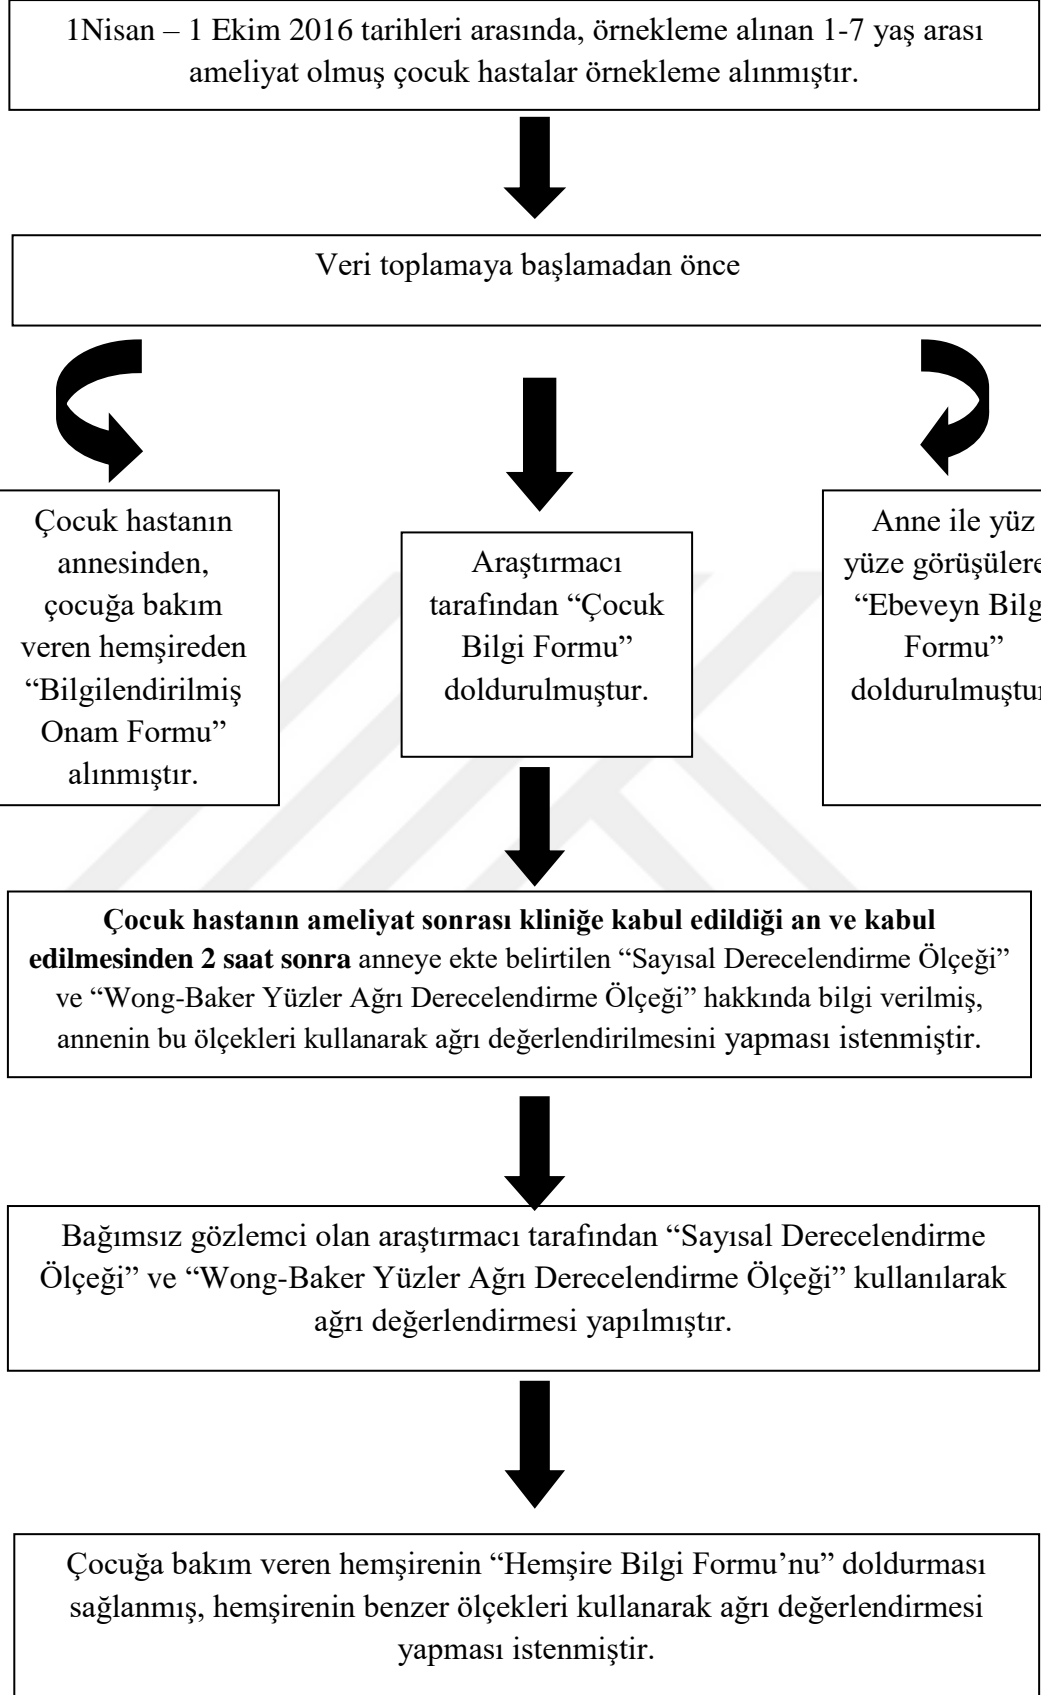 1Nisan – 1 Ekim 2016 tarihleri arasında, örnekleme alınan 1-7 yaş arası
ameliyat olmuş çocuk hastalar örnekleme alınmıştır.
Veri toplamaya başlamadan önce
Çocuk hastanın
annesinden,
çocuğa bakım
veren hemşireden
“Bilgilendirilmiş
Onam Formu”
alınmıştır.
Araştırmacı
tarafından “Çocuk
Bilgi Formu”
doldurulmuştur.
Anne ile yüz
yüze
“Ebeveyn
Formu”
doldurulmuştur
Çocuk hastanın ameliyat sonrası kliniğe kabul edildiği an ve kabul
edilmesinden 2 saat sonra anneye ekte belirtilen “Sayısal Derecelendirme Ölçeği”
ve “Wong-Baker Yüzler Ağrı Derecelendirme Ölçeği” hakkında bilgi verilmiş,
annenin bu ölçekleri kullanarak ağrı değerlendirilmesini yapması istenmiştir.
Bağımsız gözlemci olan araştırmacı tarafından “Sayısal Derecelendirme
Ölçeği” ve “Wong-Baker Yüzler Ağrı Derecelendirme Ölçeği” kullanılarak
ağrı değerlendirmesi yapılmıştır.
Çocuğa bakım veren hemşirenin “Hemşire Bilgi Formu’nu” doldurması
sağlanmış, hemşirenin benzer ölçekleri kullanarak ağrı değerlendirmesi
yapması istenmiştir.